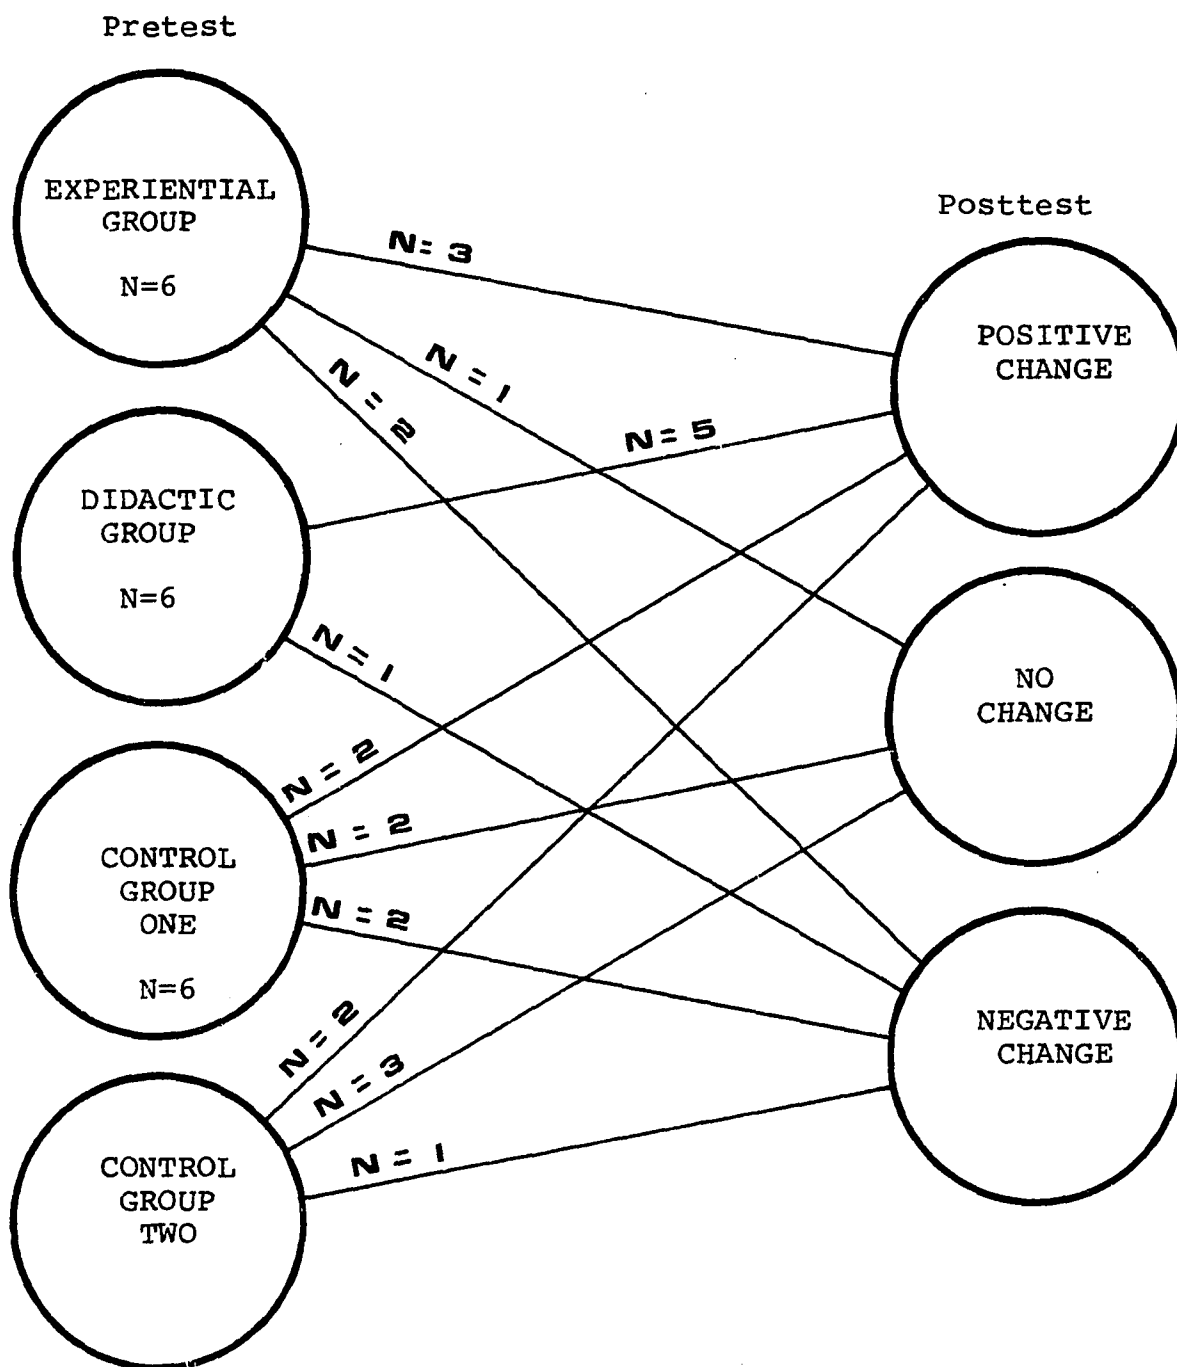 Pretest
EXPERIENTIAL
GROUP
N=6
Posttest
N= 3
POSITIVE
CHANGE
N = 1
N = 2
N= 5
DIDACTIC
GROUP
N=6
N= 1
NO
CHANGE
N = 2
N = 2
CONTROL
GROUP
ONE
N=6
N = 2
NEGATIVE
CHANGE
N = 2
N = 3
N = 1
CONTROL
GROUP
TWO